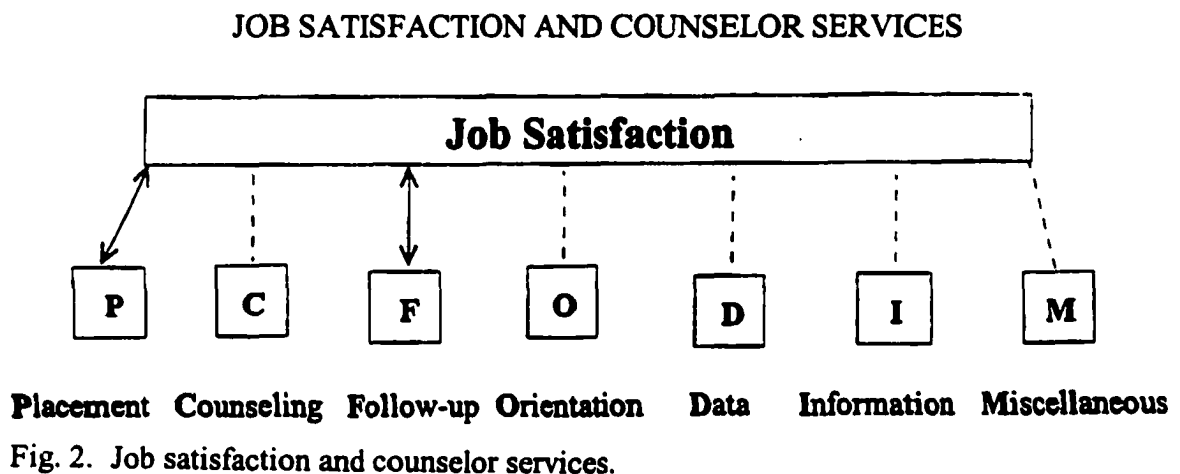 JOB SATISFACTION AND COUNSELOR SERVICES
Job Satisfaction
P C F O D I M
Placement Counseling Follow-up Orientation Data Information Miscellaneous
Fig. 2. Job satisfaction and counselor services.